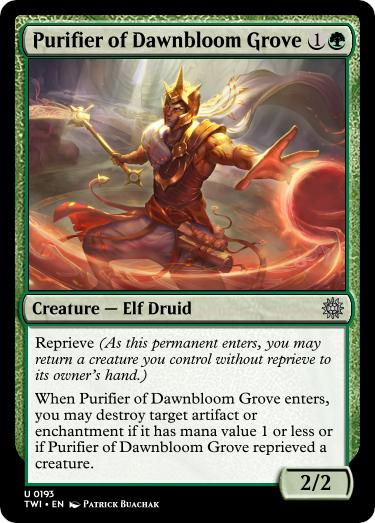 Purifier of Dawnbloom Grove 1
Creature — Elf Druid
Reprieve (As this permanent enters, you may
return a creature you control without reprieve to
its owner's hand.)
When Purifier of Dawnbloom Grove enters,
you may destroy target artifact or
enchantment if it has mana value 1 or less or
if Purifier of Dawnbloom Grove reprieved a
creature.
2/2
U 0193
TWI • EN Patrick Buachak